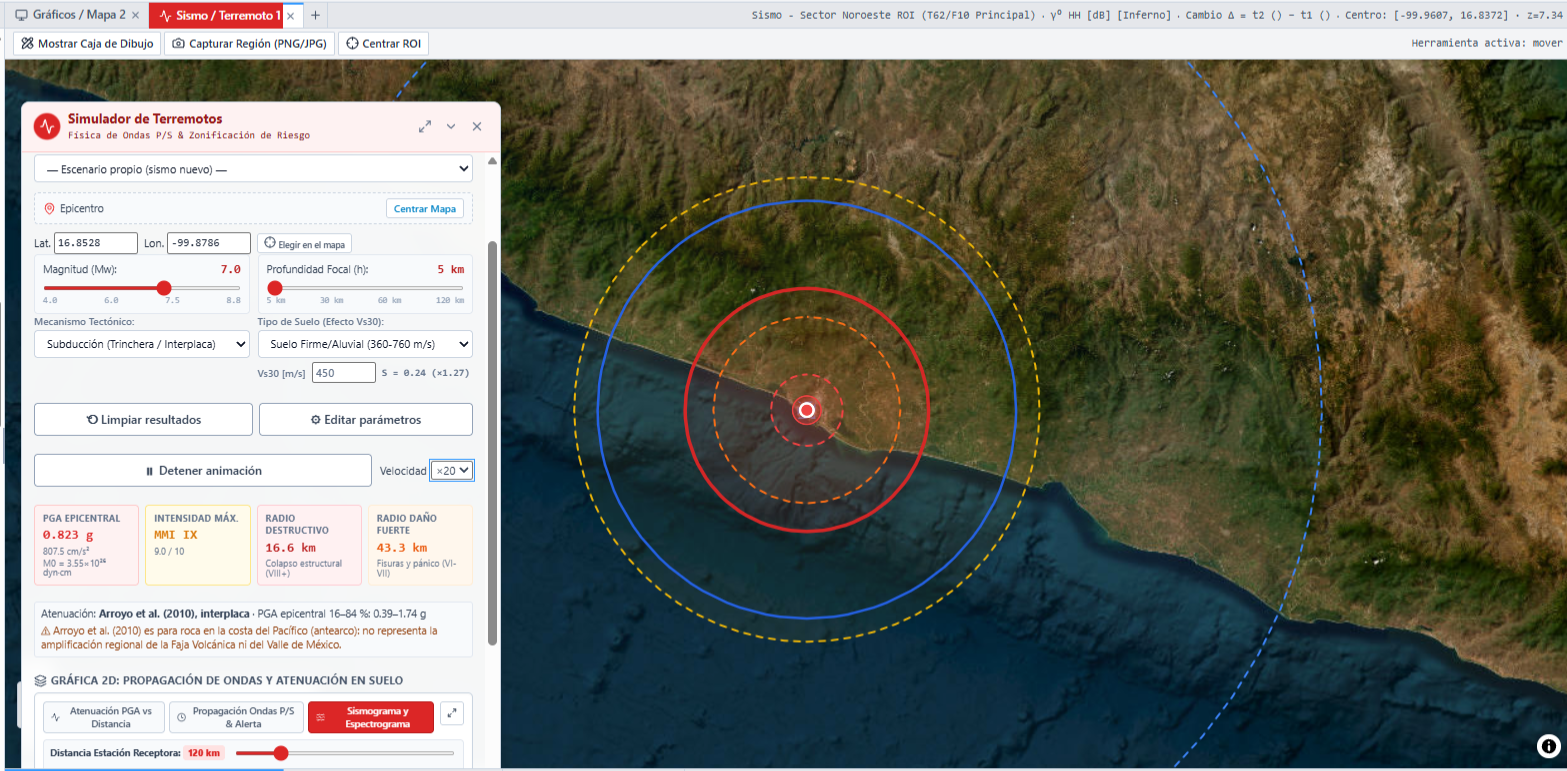 Gráficos / Mapa 2 ×
Sismo / Terremoto 1 ×
+
Sismo - Sector Noroeste ROI (T62/F10 Principal) · γ⁰ HH [dB] [Inferno] · Cambio Δ = t2 () − t1 () · Centro: [-99.9607, 16.8372] · z=7.34
Mostrar Caja de Dibujo
Capturar Región (PNG/JPG)
Centrar ROI
Herramienta activa: mover
Simulador de Terremotos
Física de Ondas P/S & Zonificación de Riesgo
— Escenario propio (sismo nuevo) —
Epicentro
Centrar Mapa
Lat. 16.8528 Lon. -99.8786 Elegir en el mapa
Magnitud (Mw): 7.0
4.0 6.0 7.5 8.8
Profundidad Focal (h): 5 km
5 km 30 km 60 km 120 km
Mecanismo Tectónico:
Subducción (Trinchera / Interplaca)
Tipo de Suelo (Efecto Vs30):
Suelo Firme/Aluvial (360-760 m/s)
Vs30 [m/s] 450 S = 0.24 (×1.27)
Limpiar resultados
Editar parámetros
Detener animación
Velocidad ×20
PGA EPICENTRAL
0.823 g
807.5 cm/s²
M0 = 3.55×10²⁶
dyn·cm
INTENSIDAD MÁX.
MMI IX
9.0 / 10
RADIO
DESTRUCTIVO
16.6 km
Colapso estructural
(VIII+)
RADIO DAÑO
FUERTE
43.3 km
Fisuras y pánico (VI-
VII)
Atenuación: Arroyo et al. (2010), interplaca · PGA epicentral 16–84 %: 0.39–1.74 g
⚠ Arroyo et al. (2010) es para roca en la costa del Pacífico (antearco): no representa la
amplificación regional de la Faja Volcánica ni del Valle de México.
GRÁFICA 2D: PROPAGACIÓN DE ONDAS Y ATENUACIÓN EN SUELO
Atenuación PGA vs
Distancia
Propagación Ondas P/S
& Alerta
Sismograma y
Espectrograma
Distancia Estación Receptora: 120 km